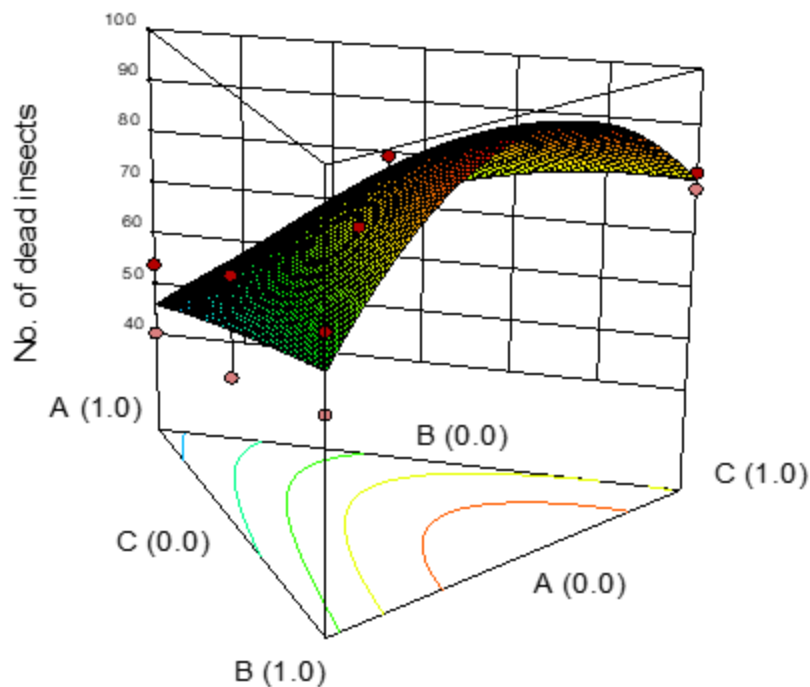 100
90
80
70
60
50
40
No. of dead insects
A (1.0)
B (0.0)
C (1.0)
C (0.0)
A (0.0)
B (1.0)